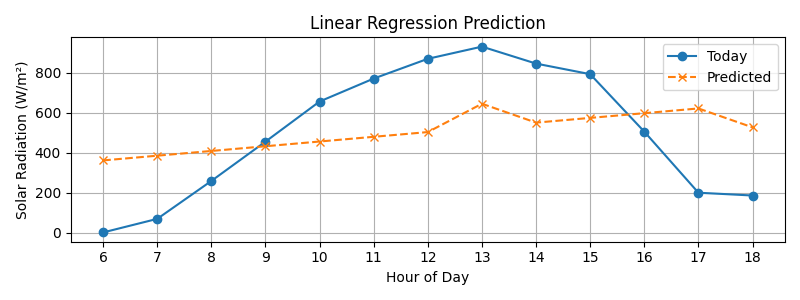 Linear Regression Prediction
Solar Radiation (W/m²)
800
600
400
200
0
Today
Predicted
6 7 8 9 10 11 12 13 14 15 16 17 18
Hour of Day